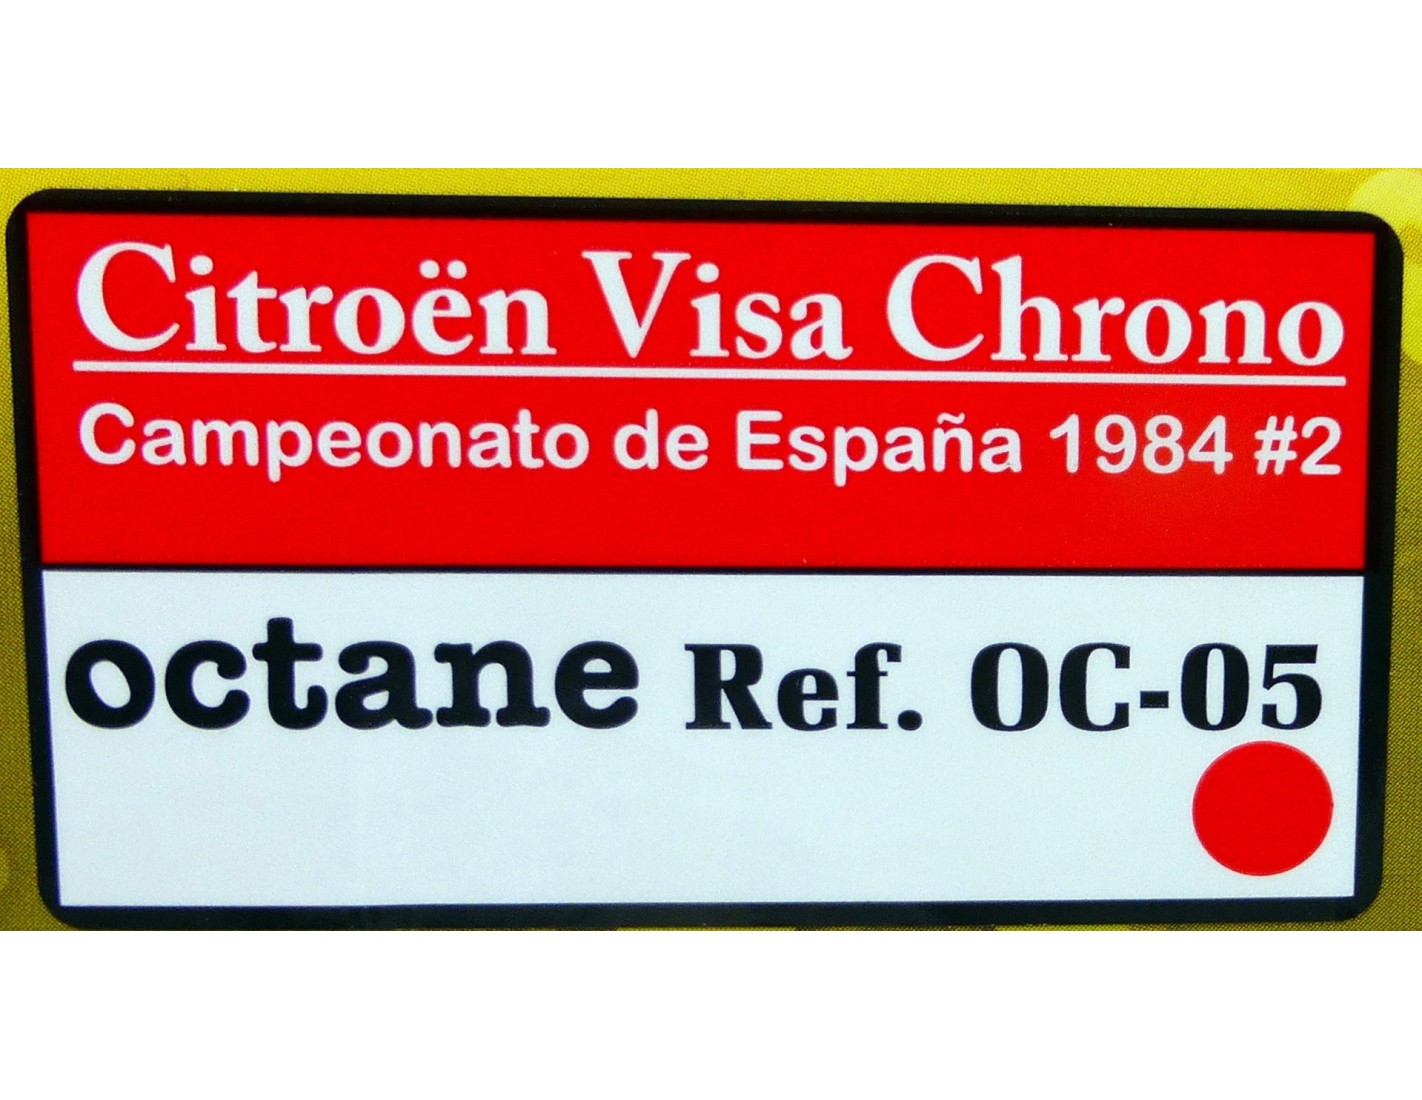 Citroën Visa Chrono
Campeonato de España 1984 #2
octane Ref. OC-05